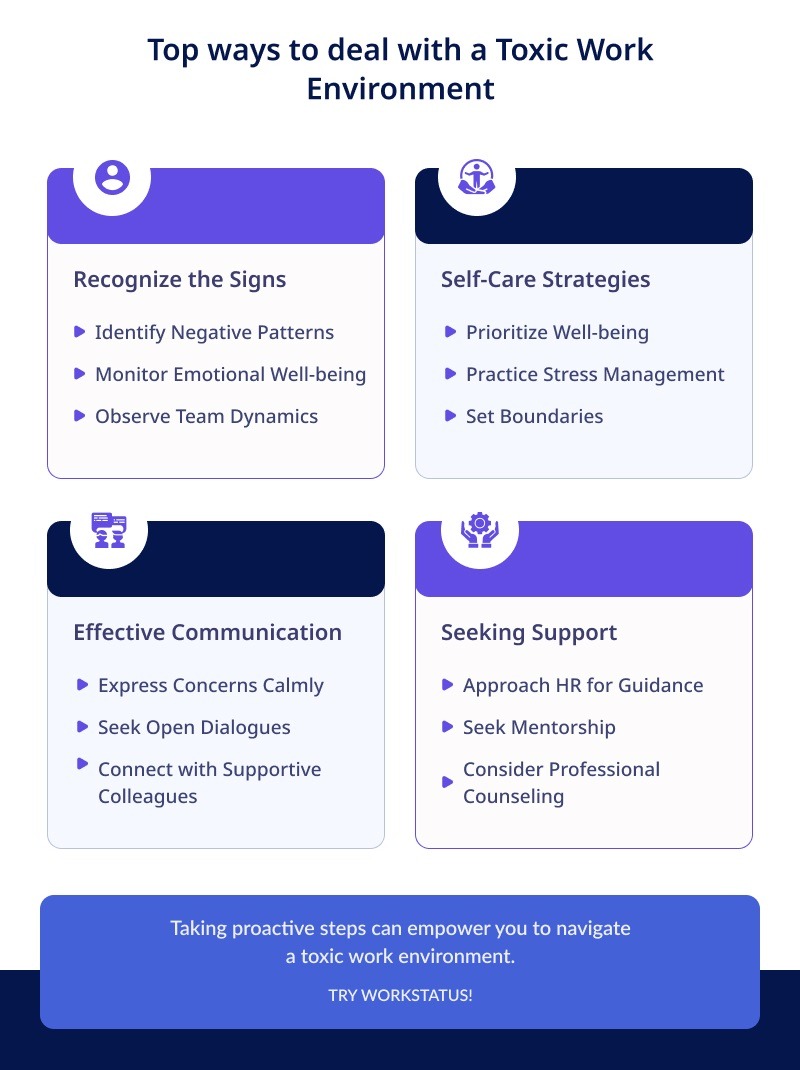 Top ways to deal with a Toxic Work
Environment
Recognize the Signs
Identify Negative Patterns
Monitor Emotional Well-being
Observe Team Dynamics
Self-Care Strategies
Prioritize Well-being
Practice Stress Management
Set Boundaries
Effective Communication
Express Concerns Calmly
Seek Open Dialogues
Connect with Supportive
Colleagues
Seeking Support
Approach HR for Guidance
Seek Mentorship
Consider Professional
Counseling
Taking proactive steps can empower you to navigate
a toxic work environment.
TRY WORKSTATUS!